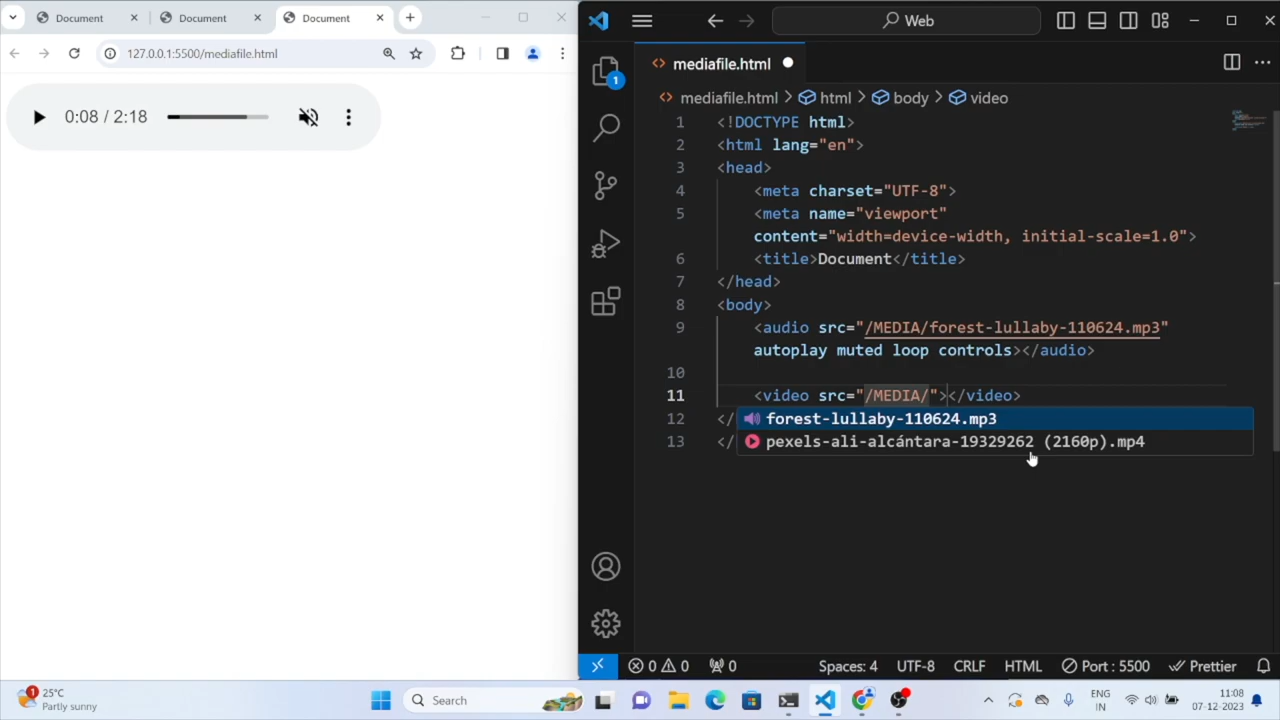 Document
Document
Document
127.0.0.1:5500/mediafile.html
0:08 / 2:18
Web
1
mediafile.html
mediafile.html > html > body > video
1 <!DOCTYPE html>
2 <html lang="en">
3 <head>
4 <meta charset="UTF-8">
5 <meta name="viewport"
content="width=device-width, initial-scale=1.0">
6 <title>Document</title>
7 </head>
8 <body>
9 <audio src="/MEDIA/forest-lullaby-110624.mp3"
autoplay muted loop controls></audio>
10
11 <video src="/MEDIA/"></video>
12 </
forest-lullaby-110624.mp3
13 </
pexels-ali-alcántara-19329262 (2160p).mp4
0 0 0 Spaces: 4 UTF-8 CRLF HTML Port : 5500 Prettier
1
25°C
Partly sunny
Search
ENG
IN
11:08
07-12-2023